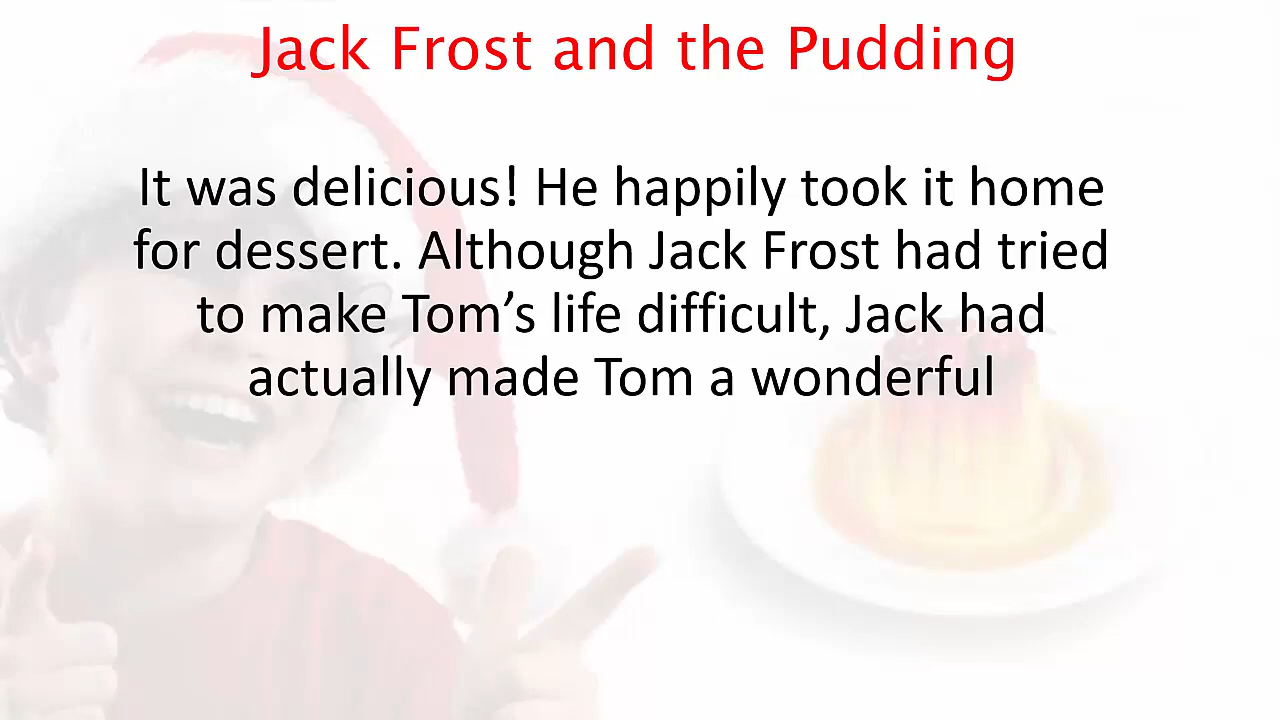 Jack Frost and the Pudding
It was delicious! He happily took it home
for dessert. Although Jack Frost had tried
to make Tom’s life difficult, Jack had
actually made Tom a wonderful